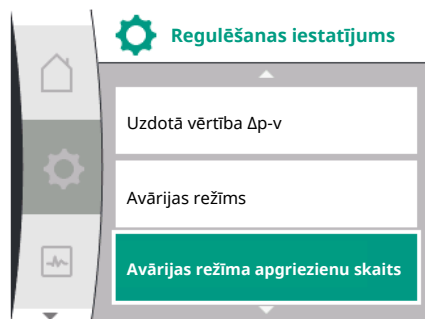 Regulēšanas iestatījums
Uzdotā vērtība Δp-v
Avārijas režīms
Avārijas režīma apgriezienu skaits